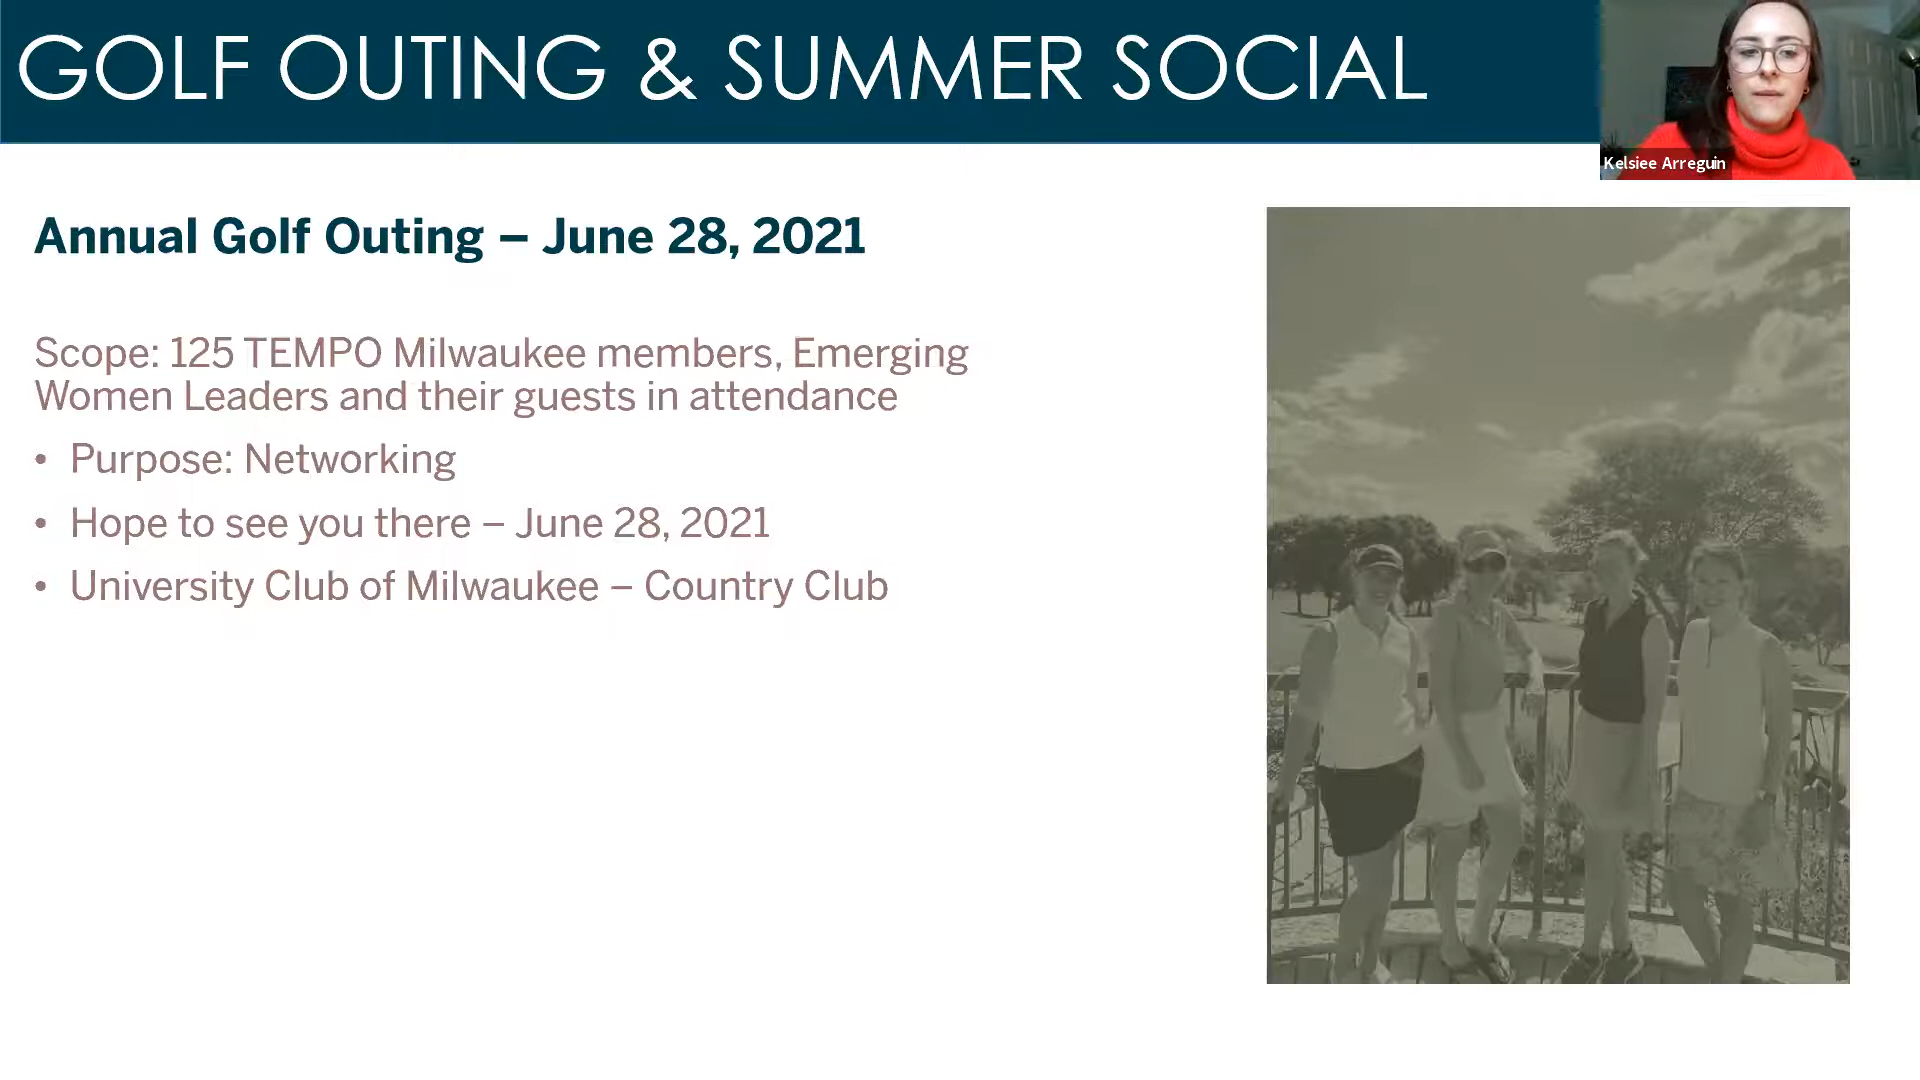 GOLF OUTING & SUMMER SOCIAL
Kelsiee Arreguin
Annual Golf Outing – June 28, 2021
Scope: 125 TEMPO Milwaukee members, Emerging
Women Leaders and their guests in attendance
• Purpose: Networking
• Hope to see you there – June 28, 2021
• University Club of Milwaukee – Country Club